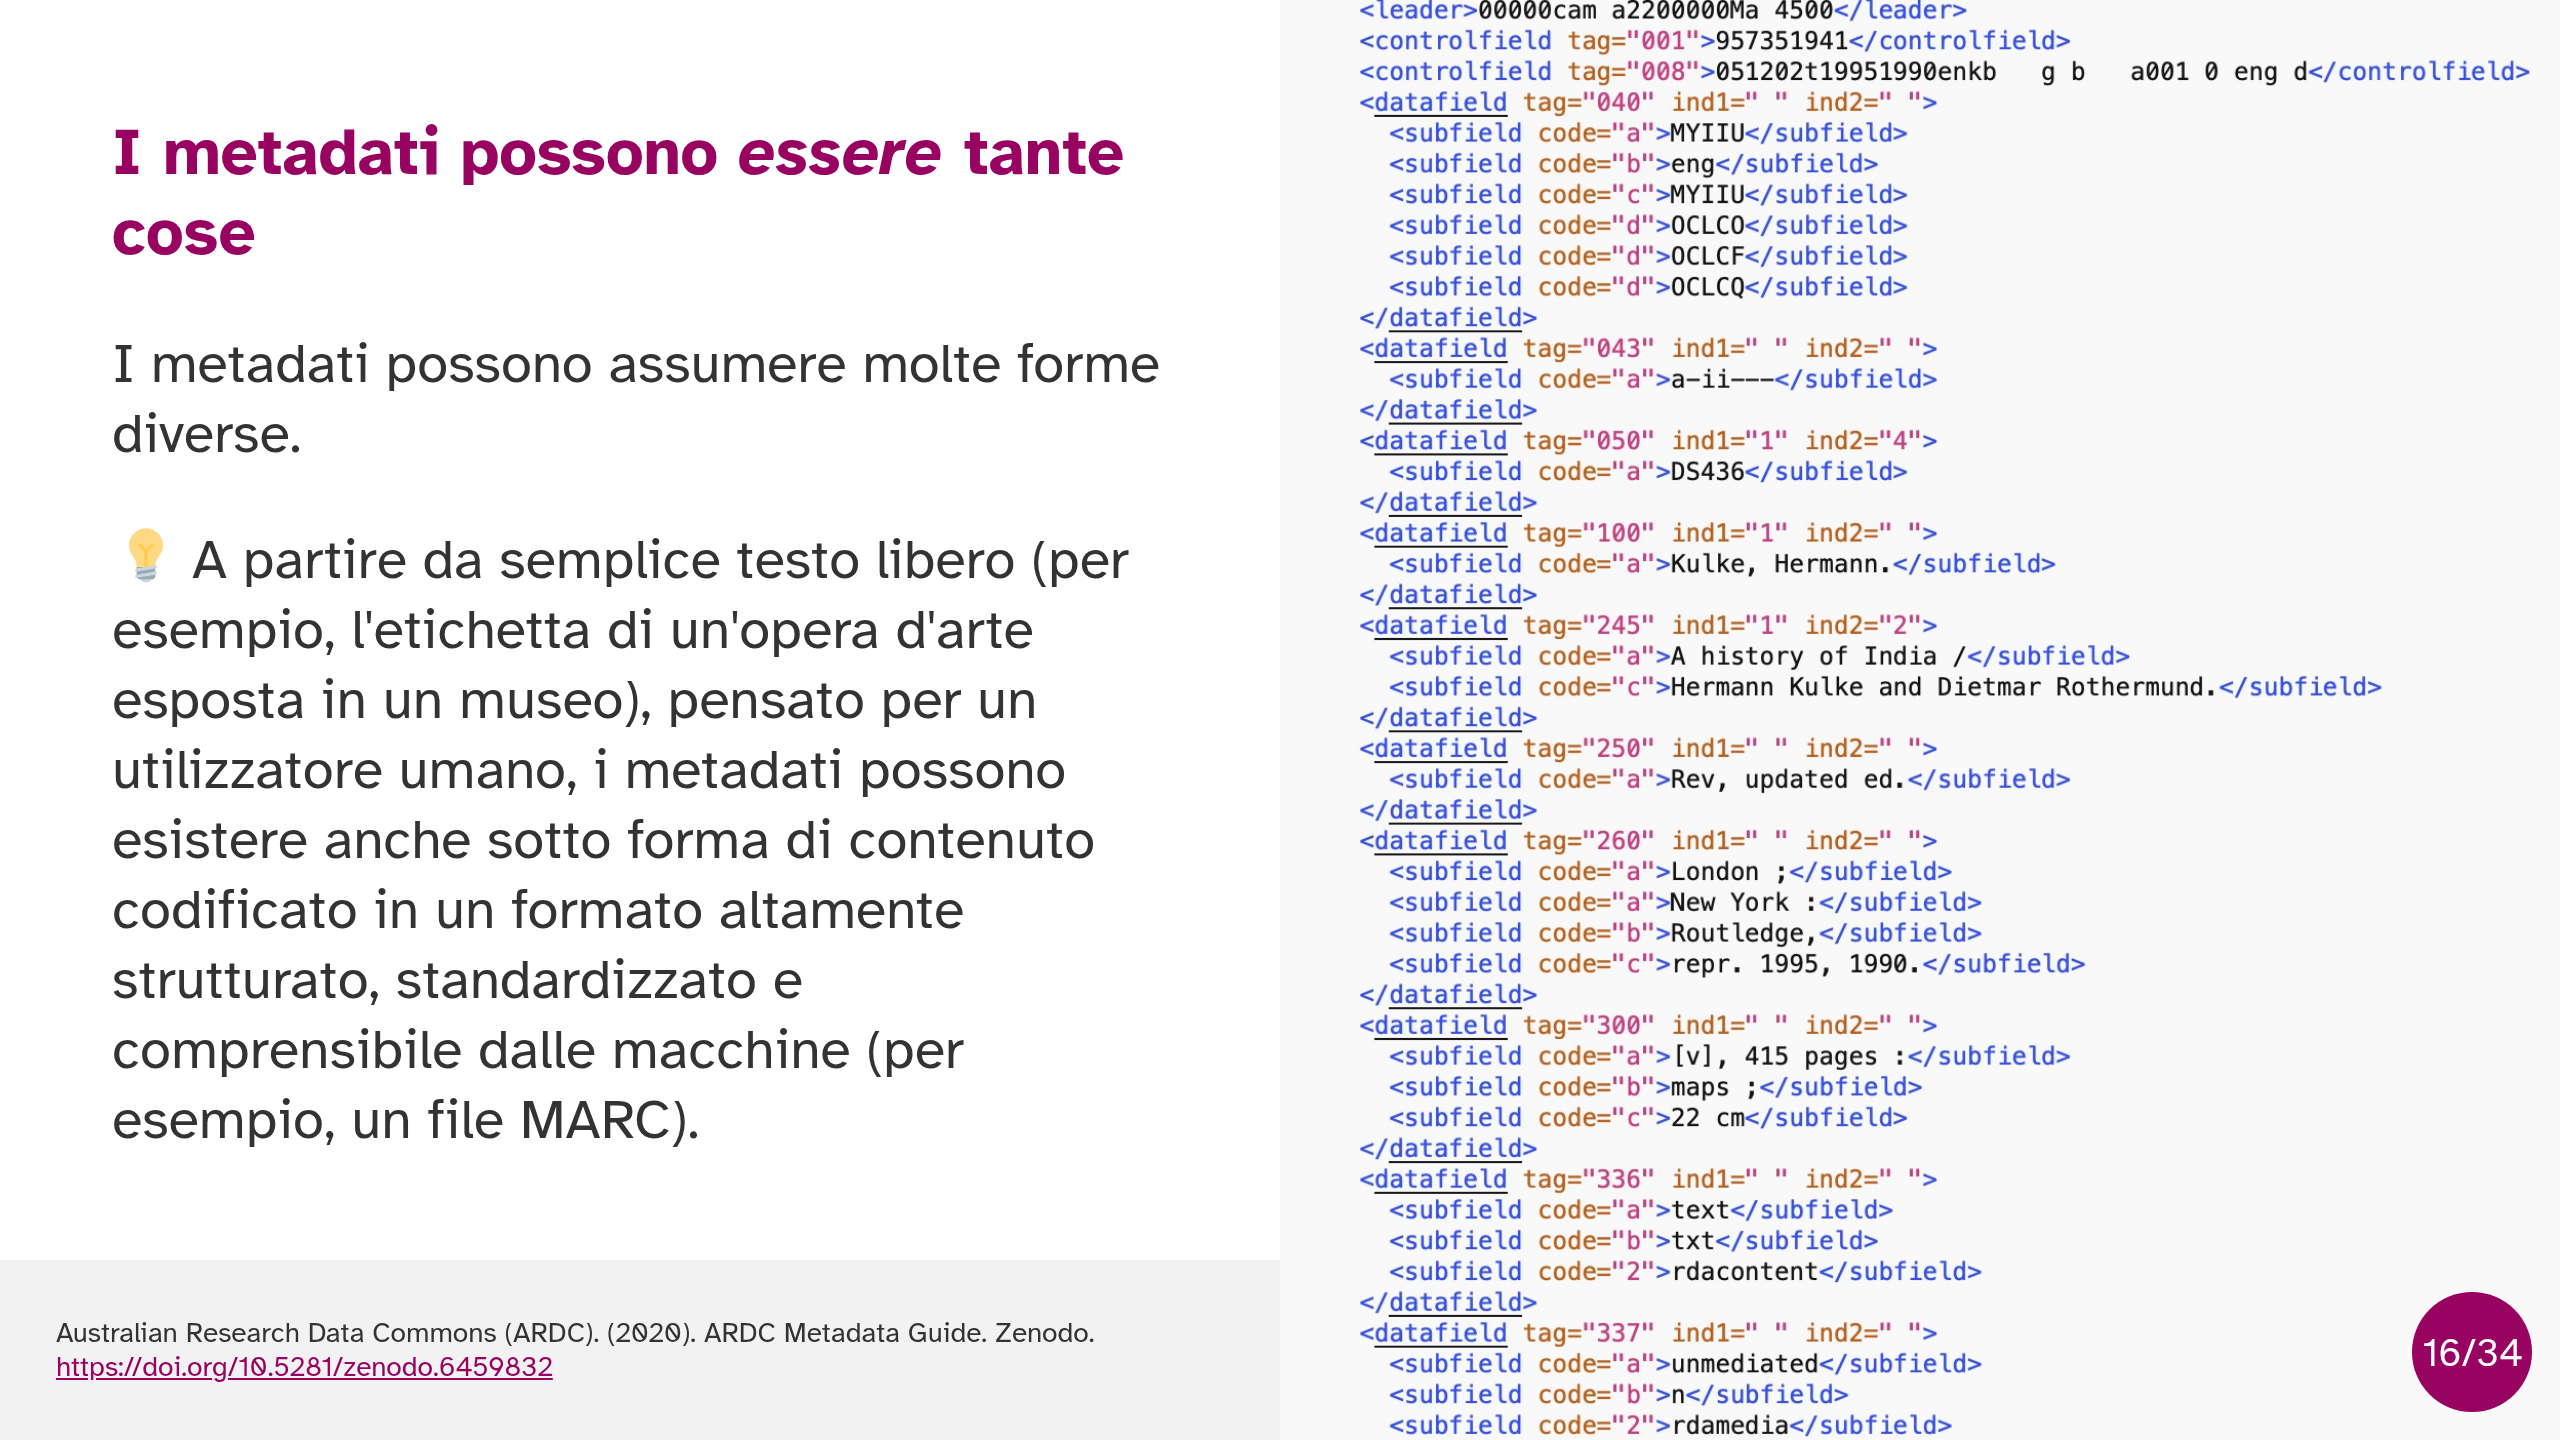 I metadati possono essere tante
cose
I metadati possono assumere molte forme
diverse.
💡 A partire da semplice testo libero (per
esempio, l'etichetta di un'opera d'arte
esposta in un museo), pensato per un
utilizzatore umano, i metadati possono
esistere anche sotto forma di contenuto
codificato in un formato altamente
strutturato, standardizzato e
comprensibile dalle macchine (per
esempio, un file MARC).
Australian Research Data Commons (ARDC). (2020). ARDC Metadata Guide. Zenodo.
https://doi.org/10.5281/zenodo.6459832
<leader>00000cam a2200000Ma 4500</leader>
<controlfield tag="001">957351941</controlfield>
<controlfield tag="008">051202t19951990enkb   g b   a001 0 eng d</controlfield>
<datafield tag="040" ind1=" " ind2=" ">
  <subfield code="a">MYIIU</subfield>
  <subfield code="b">eng</subfield>
  <subfield code="c">MYIIU</subfield>
  <subfield code="d">OCLCO</subfield>
  <subfield code="d">OCLCF</subfield>
  <subfield code="d">OCLCQ</subfield>
</datafield>
<datafield tag="043" ind1=" " ind2=" ">
  <subfield code="a">a-ii---</subfield>
</datafield>
<datafield tag="050" ind1="1" ind2="4">
  <subfield code="a">DS436</subfield>
</datafield>
<datafield tag="100" ind1="1" ind2=" ">
  <subfield code="a">Kulke, Hermann.</subfield>
</datafield>
<datafield tag="245" ind1="1" ind2="2">
  <subfield code="a">A history of India /</subfield>
  <subfield code="c">Hermann Kulke and Dietmar Rothermund.</subfield>
</datafield>
<datafield tag="250" ind1=" " ind2=" ">
  <subfield code="a">Rev, updated ed.</subfield>
</datafield>
<datafield tag="260" ind1=" " ind2=" ">
  <subfield code="a">London ;</subfield>
  <subfield code="a">New York :</subfield>
  <subfield code="b">Routledge,</subfield>
  <subfield code="c">repr. 1995, 1990.</subfield>
</datafield>
<datafield tag="300" ind1=" " ind2=" ">
  <subfield code="a">[v], 415 pages :</subfield>
  <subfield code="b">maps ;</subfield>
  <subfield code="c">22 cm</subfield>
</datafield>
<datafield tag="336" ind1=" " ind2=" ">
  <subfield code="a">text</subfield>
  <subfield code="b">txt</subfield>
  <subfield code="2">rdacontent</subfield>
</datafield>
<datafield tag="337" ind1=" " ind2=" ">
  <subfield code="a">unmediated</subfield>
  <subfield code="b">n</subfield>
  <subfield code="2">rdamedia</subfield>
16/34